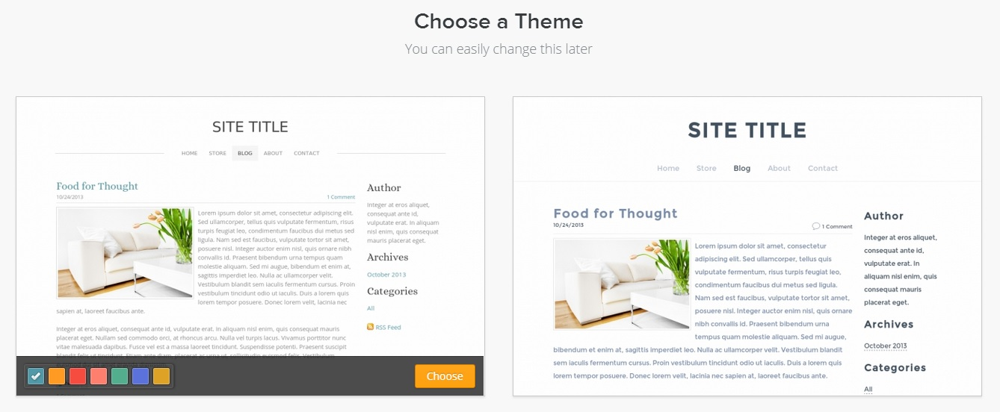 Choose a Theme
You can easily change this later
SITE TITLE
HOME STORE BLOG ABOUT CONTACT
Food for Thought
10/24/2013 1 Comment
Lorem ipsum dolor sit amet, consectetur adipiscing elit.
Sed ullamcorper, tellus quis vulputate fermentum, risus
turpis feugiat leo, condimentum faucibus dui metus sed
ligula. Nam sed est faucibus, vulputate tortor sit amet,
posuere nisl. Integer auctor enim nisl, quis ornare nibh
convallis id. Praesent bibendum urna tempus quam
molestie aliquam. Sed mi augue, bibendum et enim at,
sagittis imperdiet leo. Nulla ac ullamcorper velit.
Vestibulum blandit sem iaculis fermentum cursus. Proin
vestibulum tincidunt odio ut iaculis. Duis a lorem quis
lorem tempor posuere. Donec lorem velit, lacinia nec
sapien at, laoreet faucibus ante.
Integer at eros aliquet, consequat ante id, vulputate erat. In aliquam nisl enim, quis consequat mauris
placerat eget. Nullam sed commodo orci, at rhoncus arcu. Nulla vel turpis lacus. Vivamus porttitor nunc
vitae malesuada dapibus. Fusce vel est a massa laoreet tincidunt. Suspendisse potenti. Praesent suscipit
blandit felis ut tincidunt. Etiam diam, placerat ac urna ut, sollicitudin euismod felis. Vestibulum
Author
Integer at eros aliquet,
consequat ante id,
vulputate erat. In aliquam
nisl enim, quis consequat
mauris placerat eget.
Archives
October 2013
Categories
All
RSS Feed
Choose
SITE TITLE
Home Store Blog About Contact
Food for Thought
10/24/2013 1 Comment
Lorem ipsum dolor sit amet, consectetur
adipiscing elit. Sed ullamcorper, tellus quis
vulputate fermentum, risus turpis feugiat leo,
condimentum faucibus dui metus sed ligula.
Nam sed est faucibus, vulputate tortor sit amet,
posuere nisl. Integer auctor enim nisl, quis ornare
nibh convallis id. Praesent bibendum urna
tempus quam molestie aliquam. Sed mi augue,
bibendum et enim at, sagittis imperdiet leo. Nulla ac ullamcorper velit. Vestibulum blandit
sem iaculis fermentum cursus. Proin vestibulum tincidunt odio ut iaculis. Duis a lorem quis
lorem tempor posuere. Donec lorem velit, lacinia nec sapien at, laoreet faucibus ante.
Author
Integer at eros aliquet,
consequat ante id,
vulputate erat. In
aliquam nisl enim, quis
consequat mauris
placerat eget.
Archives
October 2013
Categories
All